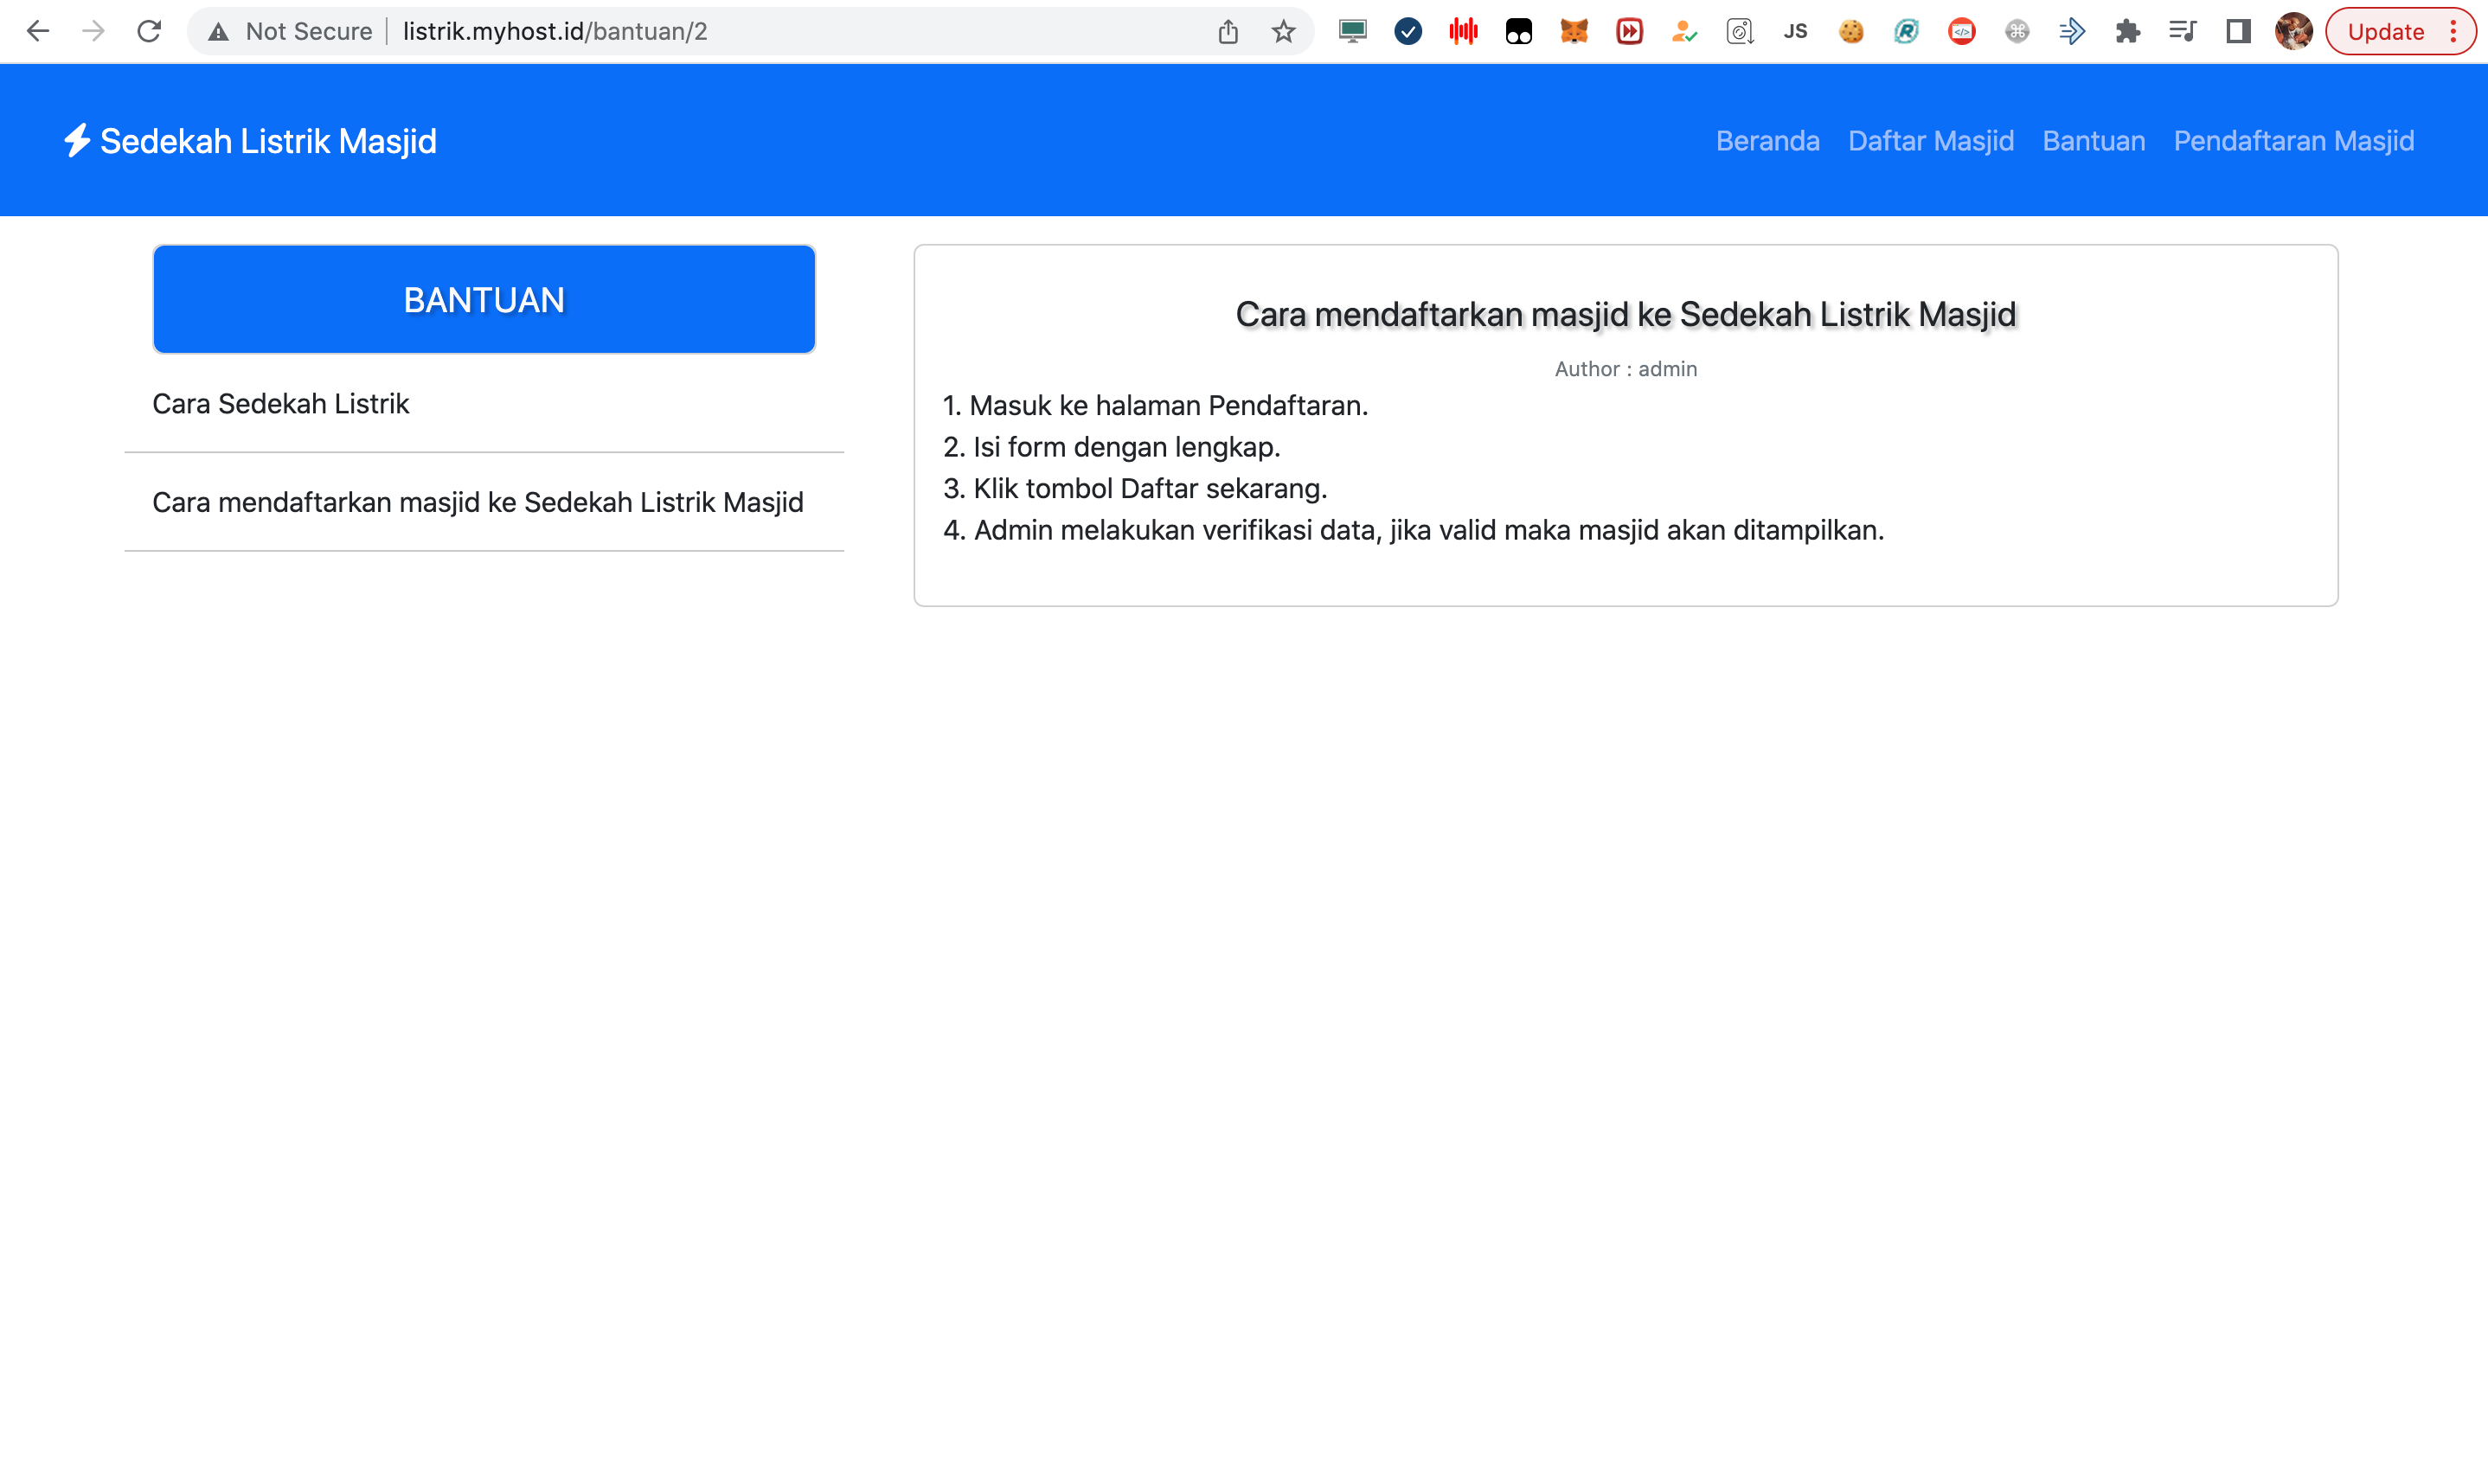 Not Secure
listrik.myhost.id/bantuan/2
JS
Update
Sedekah Listrik Masjid
Beranda
Daftar Masjid
Bantuan
Pendaftaran Masjid
BANTUAN
Cara Sedekah Listrik
Cara mendaftarkan masjid ke Sedekah Listrik Masjid
Cara mendaftarkan masjid ke Sedekah Listrik Masjid
Author : admin
1. Masuk ke halaman Pendaftaran.
2. Isi form dengan lengkap.
3. Klik tombol Daftar sekarang.
4. Admin melakukan verifikasi data, jika valid maka masjid akan ditampilkan.